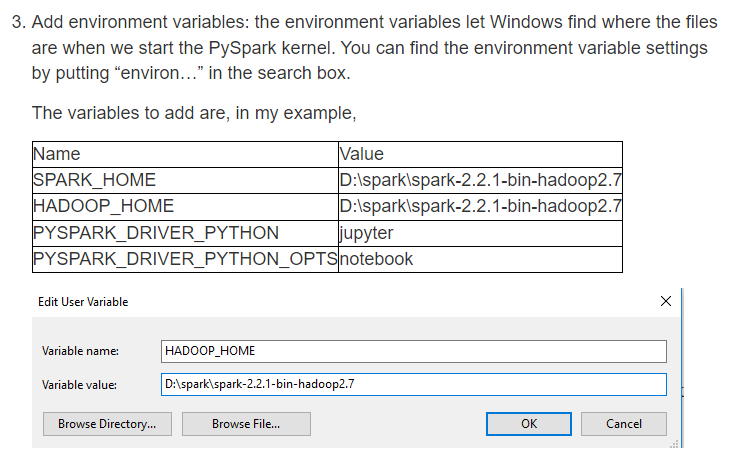 3. Add environment variables: the environment variables let Windows find where the files
are when we start the PySpark kernel. You can find the environment variable settings
by putting “environ…” in the search box.
The variables to add are, in my example,
Name Value
SPARK_HOME D:\spark\spark-2.2.1-bin-hadoop2.7
HADOOP_HOME D:\spark\spark-2.2.1-bin-hadoop2.7
PYSPARK_DRIVER_PYTHON jupyter
PYSPARK_DRIVER_PYTHON_OPTS notebook
Edit User Variable
Variable name: HADOOP_HOME
Variable value: D:\spark\spark-2.2.1-bin-hadoop2.7
Browse Directory... Browse File... OK Cancel